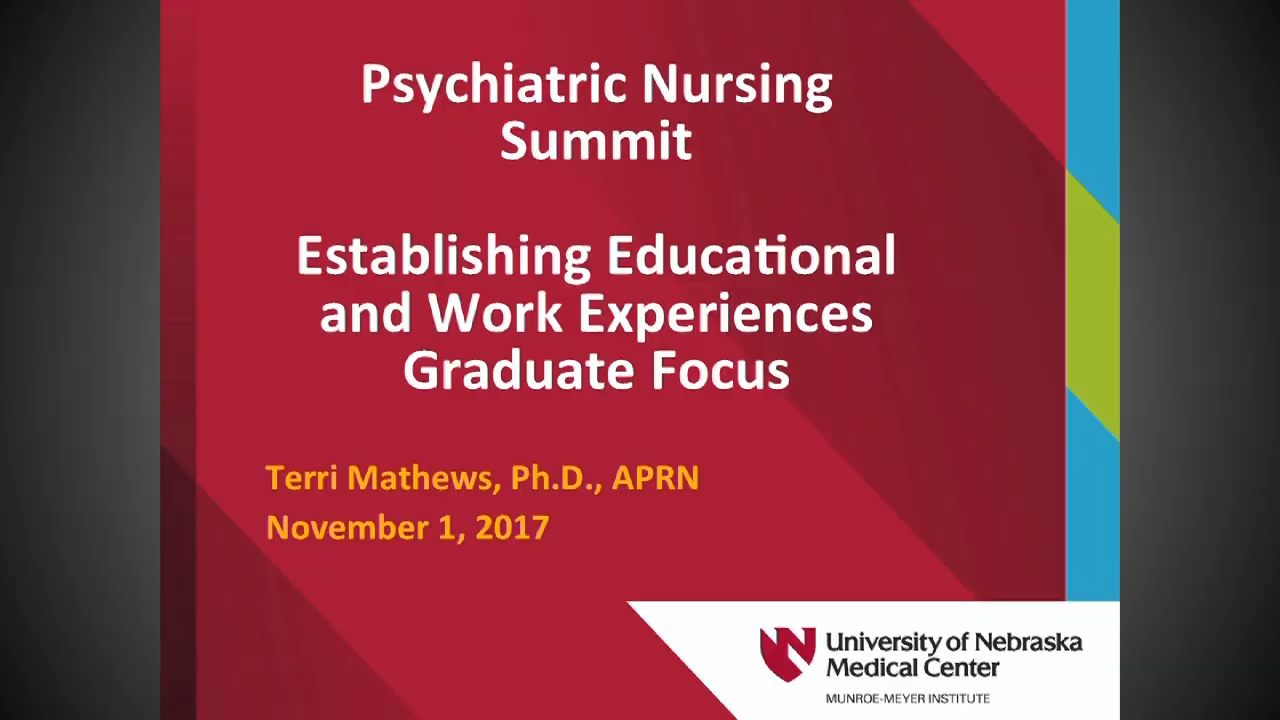 Psychiatric Nursing
Summit
Establishing Educational
and Work Experiences
Graduate Focus
Terri Mathews, Ph.D., APRN
November 1, 2017
University of Nebraska
Medical Center
MUNROE-MEYER INSTITUTE